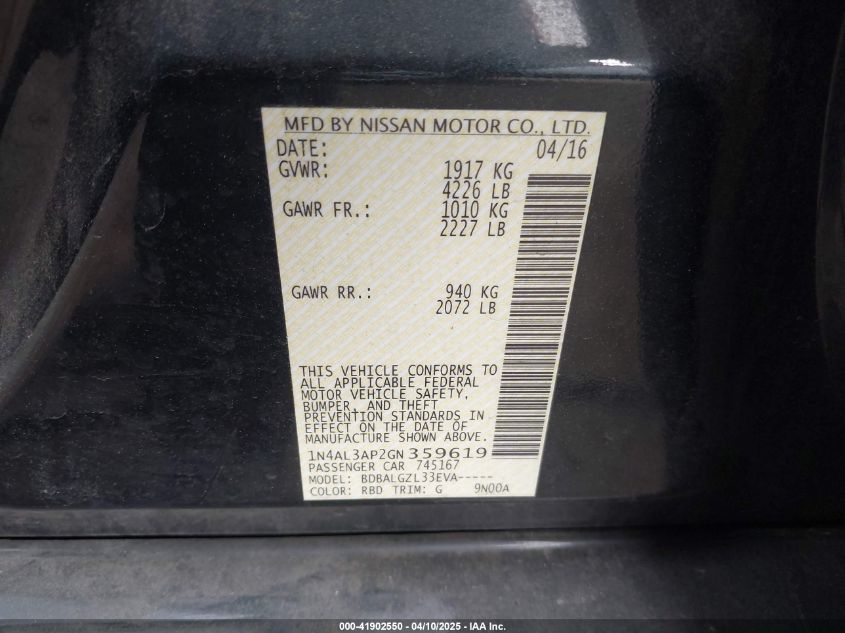 MFD BY NISSAN MOTOR CO., LTD.
DATE: 04/16
GVWR: 1917 KG
4226 LB
GAWR FR.: 1010 KG
2227 LB
GAWR RR.: 940 KG
2072 LB
THIS VEHICLE CONFORMS TO
ALL APPLICABLE FEDERAL
MOTOR VEHICLE SAFETY,
BUMPER, AND THEFT
PREVENTION STANDARDS IN
EFFECT ON THE DATE OF
MANUFACTURE SHOWN ABOVE.
1N4AL3AP2GN359619
PASSENGER CAR 745167
MODEL: BDBALGZL33EVA-----
COLOR: RBD TRIM: G 9N00A
000-41902550 - 04/10/2025 - IAA Inc.